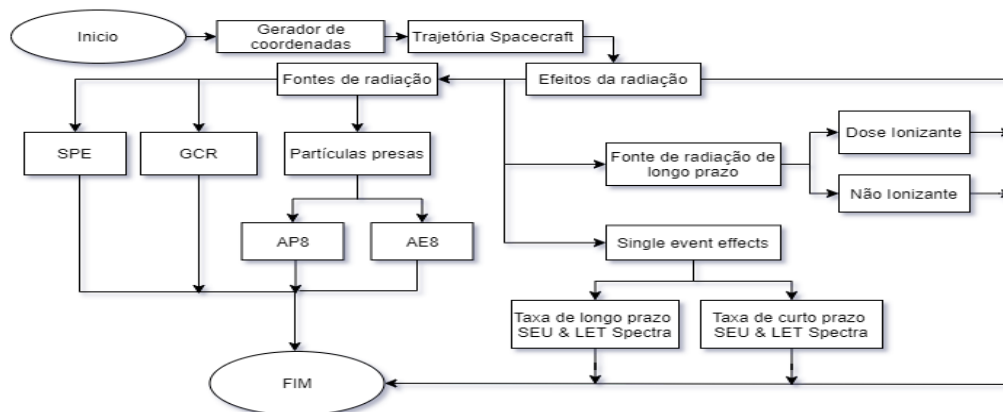 Inicio
Gerador de
coordenadas
Trajetória Spacecraft
Fontes de radiação
Efeitos da radiação
SPE
GCR
Partículas presas
Fonte de radiação de
longo prazo
Dose Ionizante
Não Ionizante
AP8
AE8
Single event effects
Taxa de longo prazo
SEU & LET Spectra
Taxa de curto prazo
SEU & LET Spectra
FIM